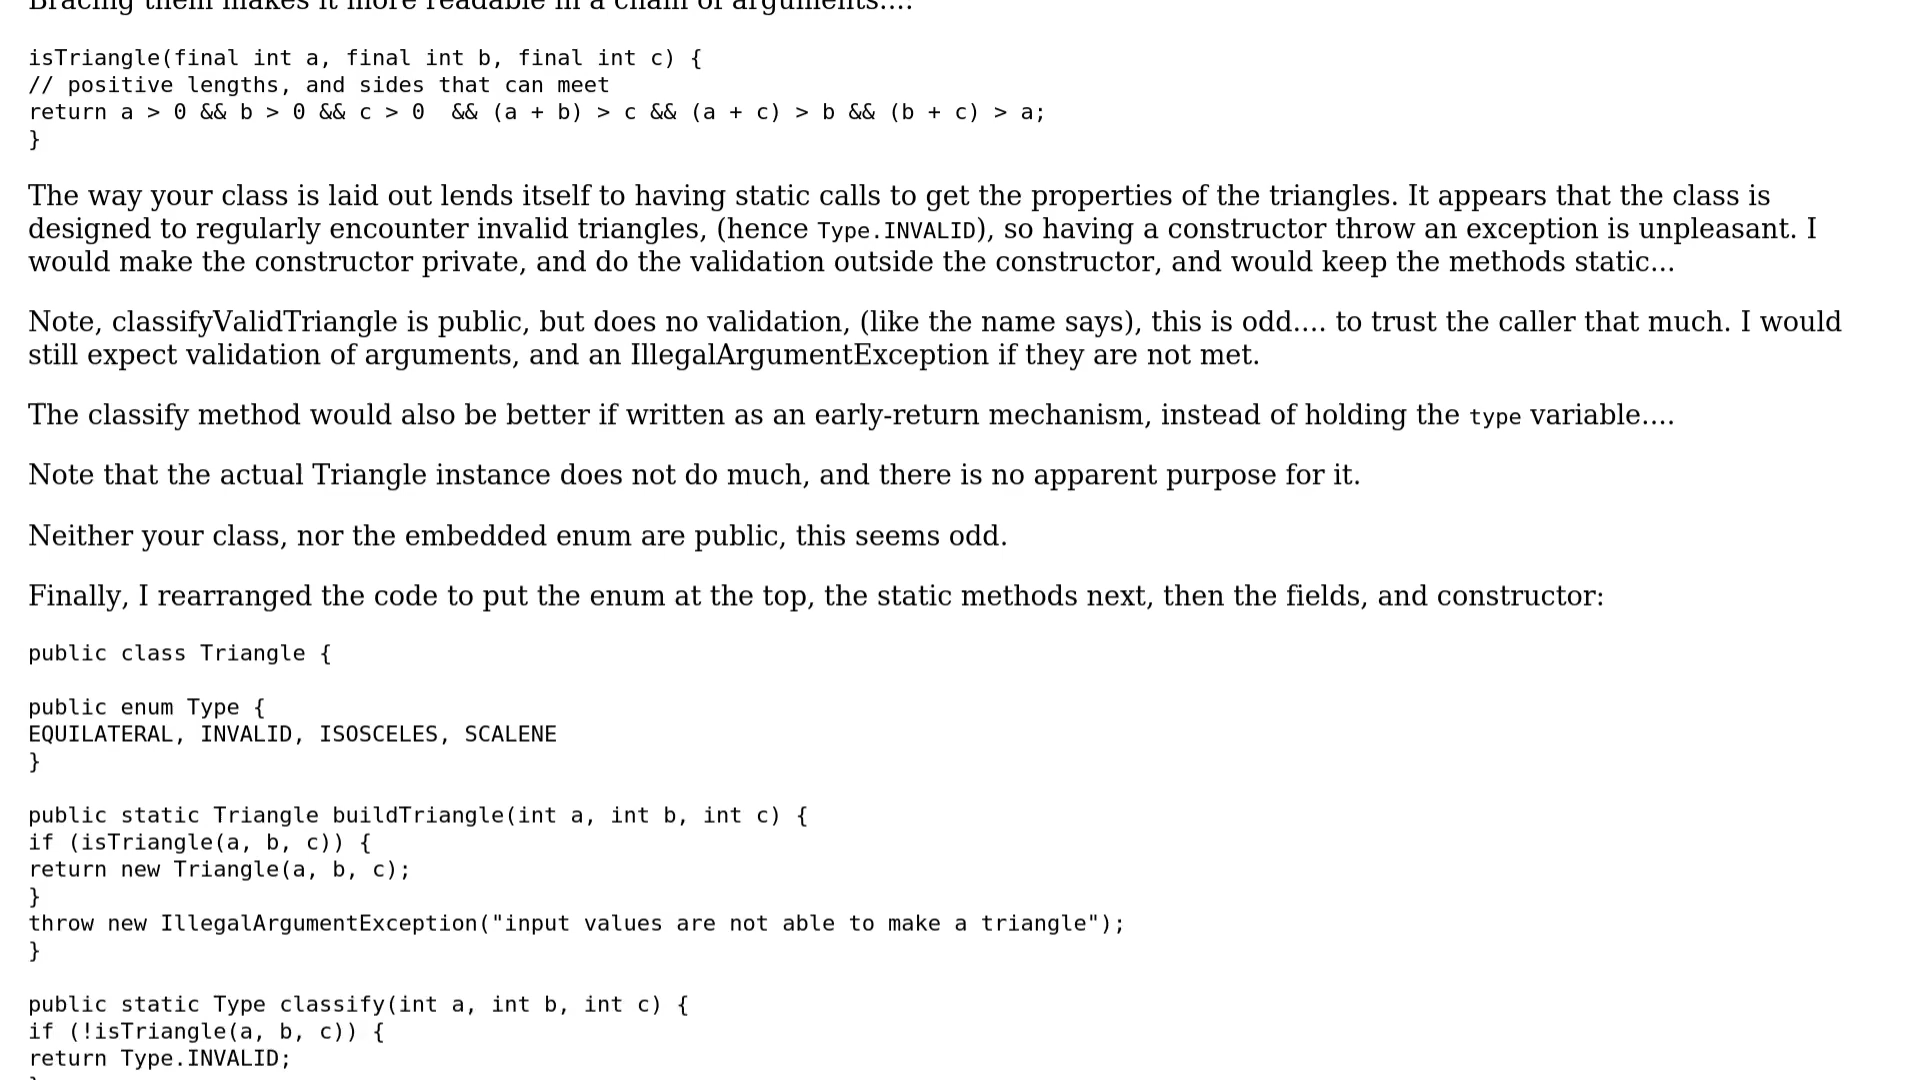 Bracing them makes it more readable in a chain of arguments....
isTriangle(final int a, final int b, final int c) {
// positive lengths, and sides that can meet
return a > 0 && b > 0 && c > 0  && (a + b) > c && (a + c) > b && (b + c) > a;
}
The way your class is laid out lends itself to having static calls to get the properties of the triangles. It appears that the class is
designed to regularly encounter invalid triangles, (hence Type.INVALID), so having a constructor throw an exception is unpleasant. I
would make the constructor private, and do the validation outside the constructor, and would keep the methods static...
Note, classifyValidTriangle is public, but does no validation, (like the name says), this is odd.... to trust the caller that much. I would
still expect validation of arguments, and an IllegalArgumentException if they are not met.
The classify method would also be better if written as an early-return mechanism, instead of holding the type variable....
Note that the actual Triangle instance does not do much, and there is no apparent purpose for it.
Neither your class, nor the embedded enum are public, this seems odd.
Finally, I rearranged the code to put the enum at the top, the static methods next, then the fields, and constructor:
public class Triangle {
public enum Type {
EQUILATERAL, INVALID, ISOSCELES, SCALENE
}
public static Triangle buildTriangle(int a, int b, int c) {
if (isTriangle(a, b, c)) {
return new Triangle(a, b, c);
}
throw new IllegalArgumentException("input values are not able to make a triangle");
}
public static Type classify(int a, int b, int c) {
if (!isTriangle(a, b, c)) {
return Type.INVALID;
}